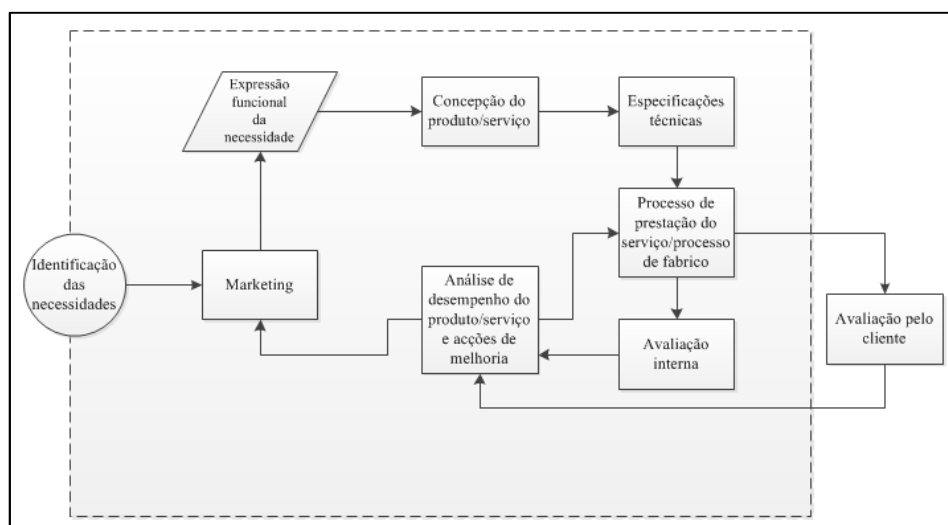 Expressão
funcional
da
necessidade
Concepção do
produto/serviço
Especificações
técnicas
Processo de
prestação do
serviço/processo
de fabrico
Identificação
das
necessidades
Marketing
Análise de
desempenho do
produto/serviço
e acções de
melhoria
Avaliação
interna
Avaliação pelo
cliente